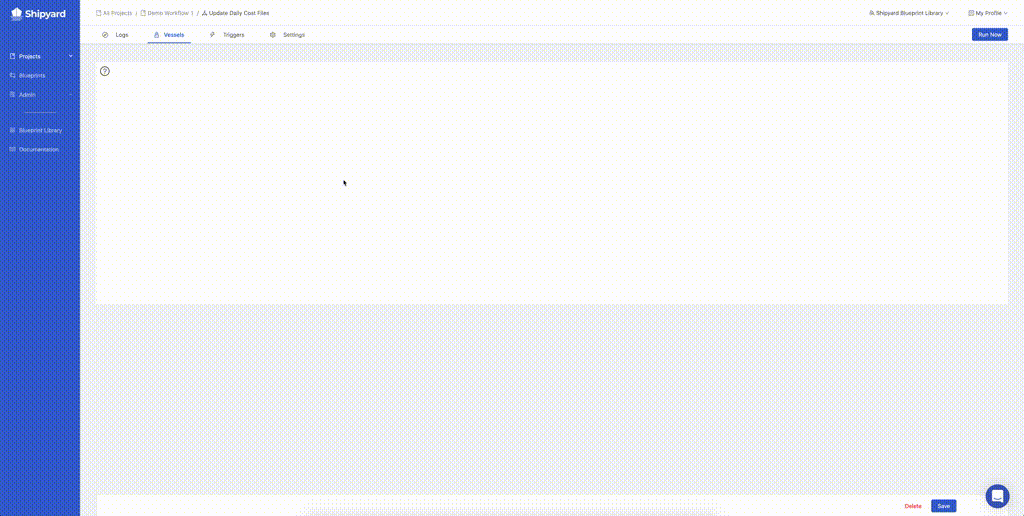 Shipyard
All Projects / Demo Workflow 1 / Update Daily Cost Files
Shipyard Blueprint Library
My Profile
Logs
Vessels
Triggers
Settings
Run Now
Projects
Blueprints
Admin
Blueprint Library
Documentation
?
Delete
Save